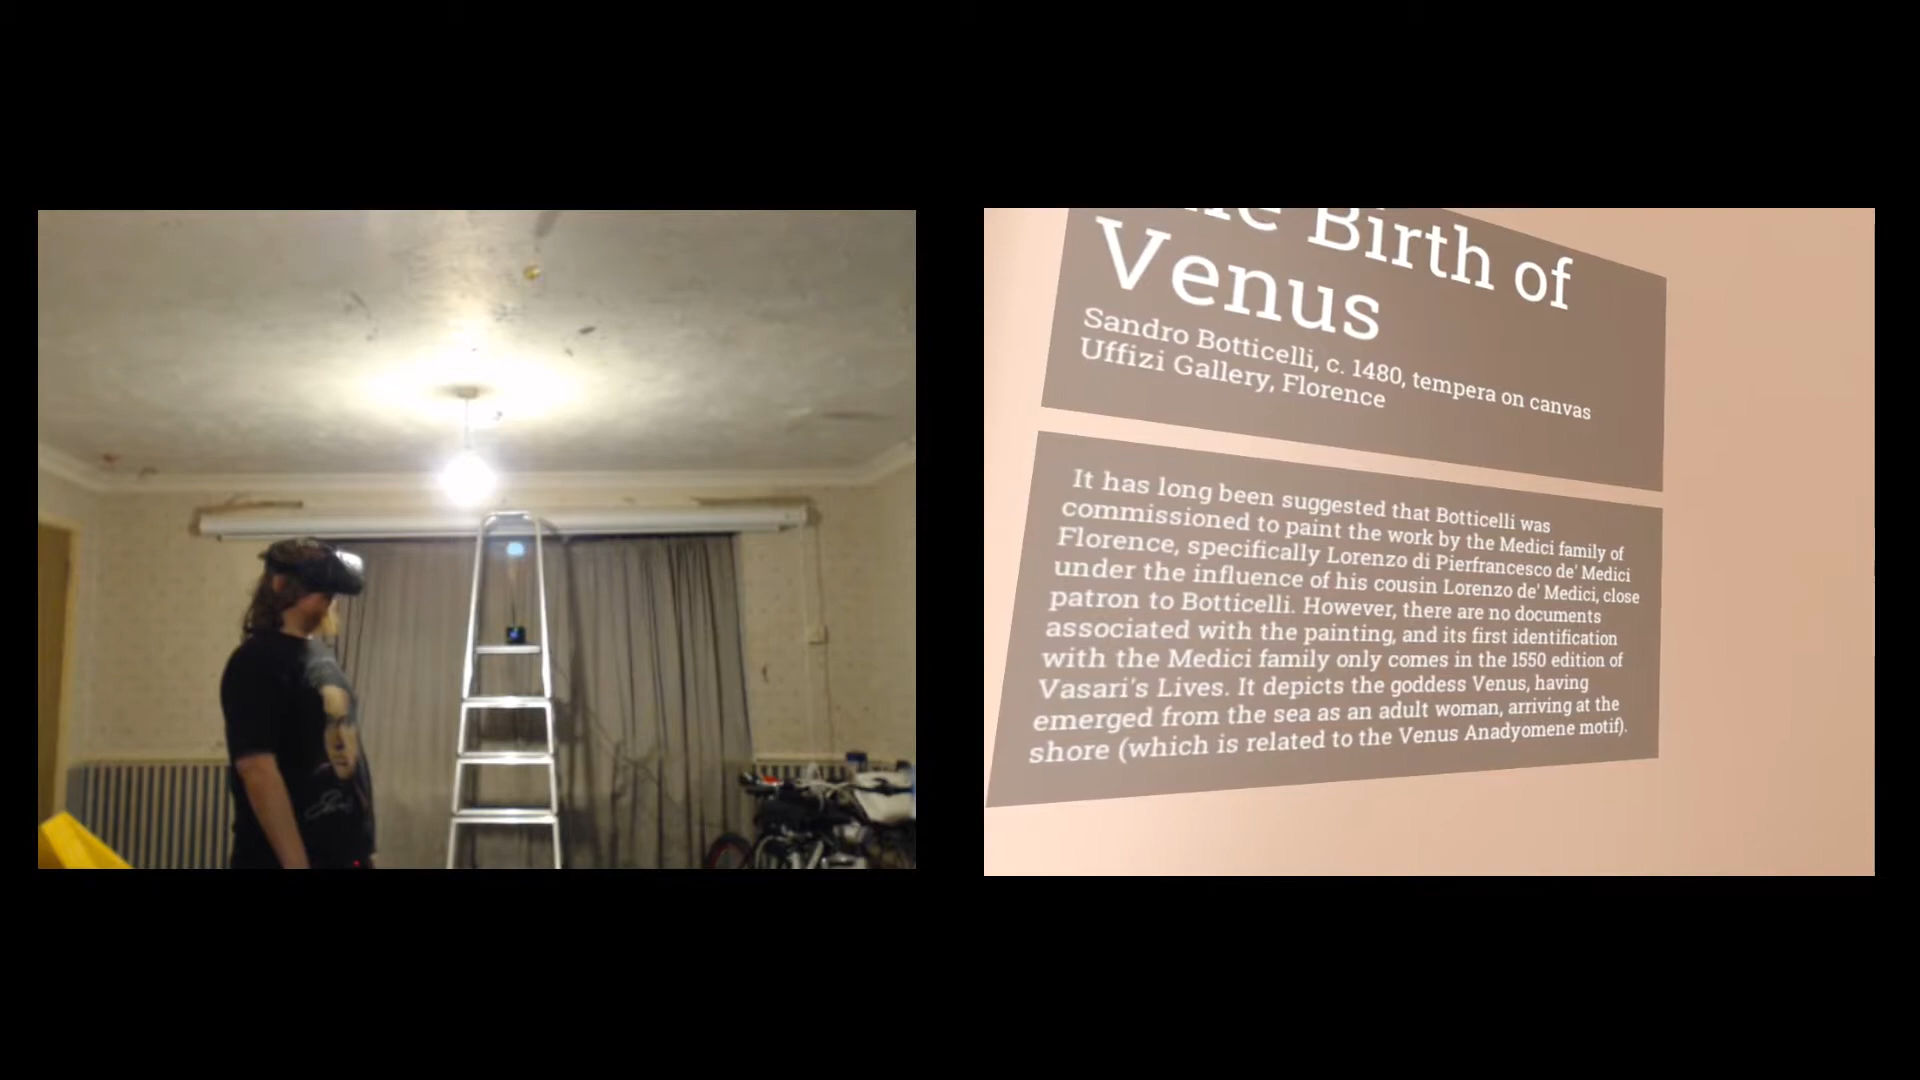 Birth of
Venus
Sandro Botticelli, c. 1480, tempera on canvas
Uffizi Gallery, Florence
It has long been suggested that Botticelli was
commissioned to paint the work by the Medici family of
Florence, specifically Lorenzo di Pierfrancesco de' Medici
under the influence of his cousin Lorenzo de' Medici, close
patron to Botticelli. However, there are no documents
associated with the painting, and its first identification
with the Medici family only comes in the 1550 edition of
Vasari's Lives. It depicts the goddess Venus, having
emerged from the sea as an adult woman, arriving at the
shore (which is related to the Venus Anadyomene motif).